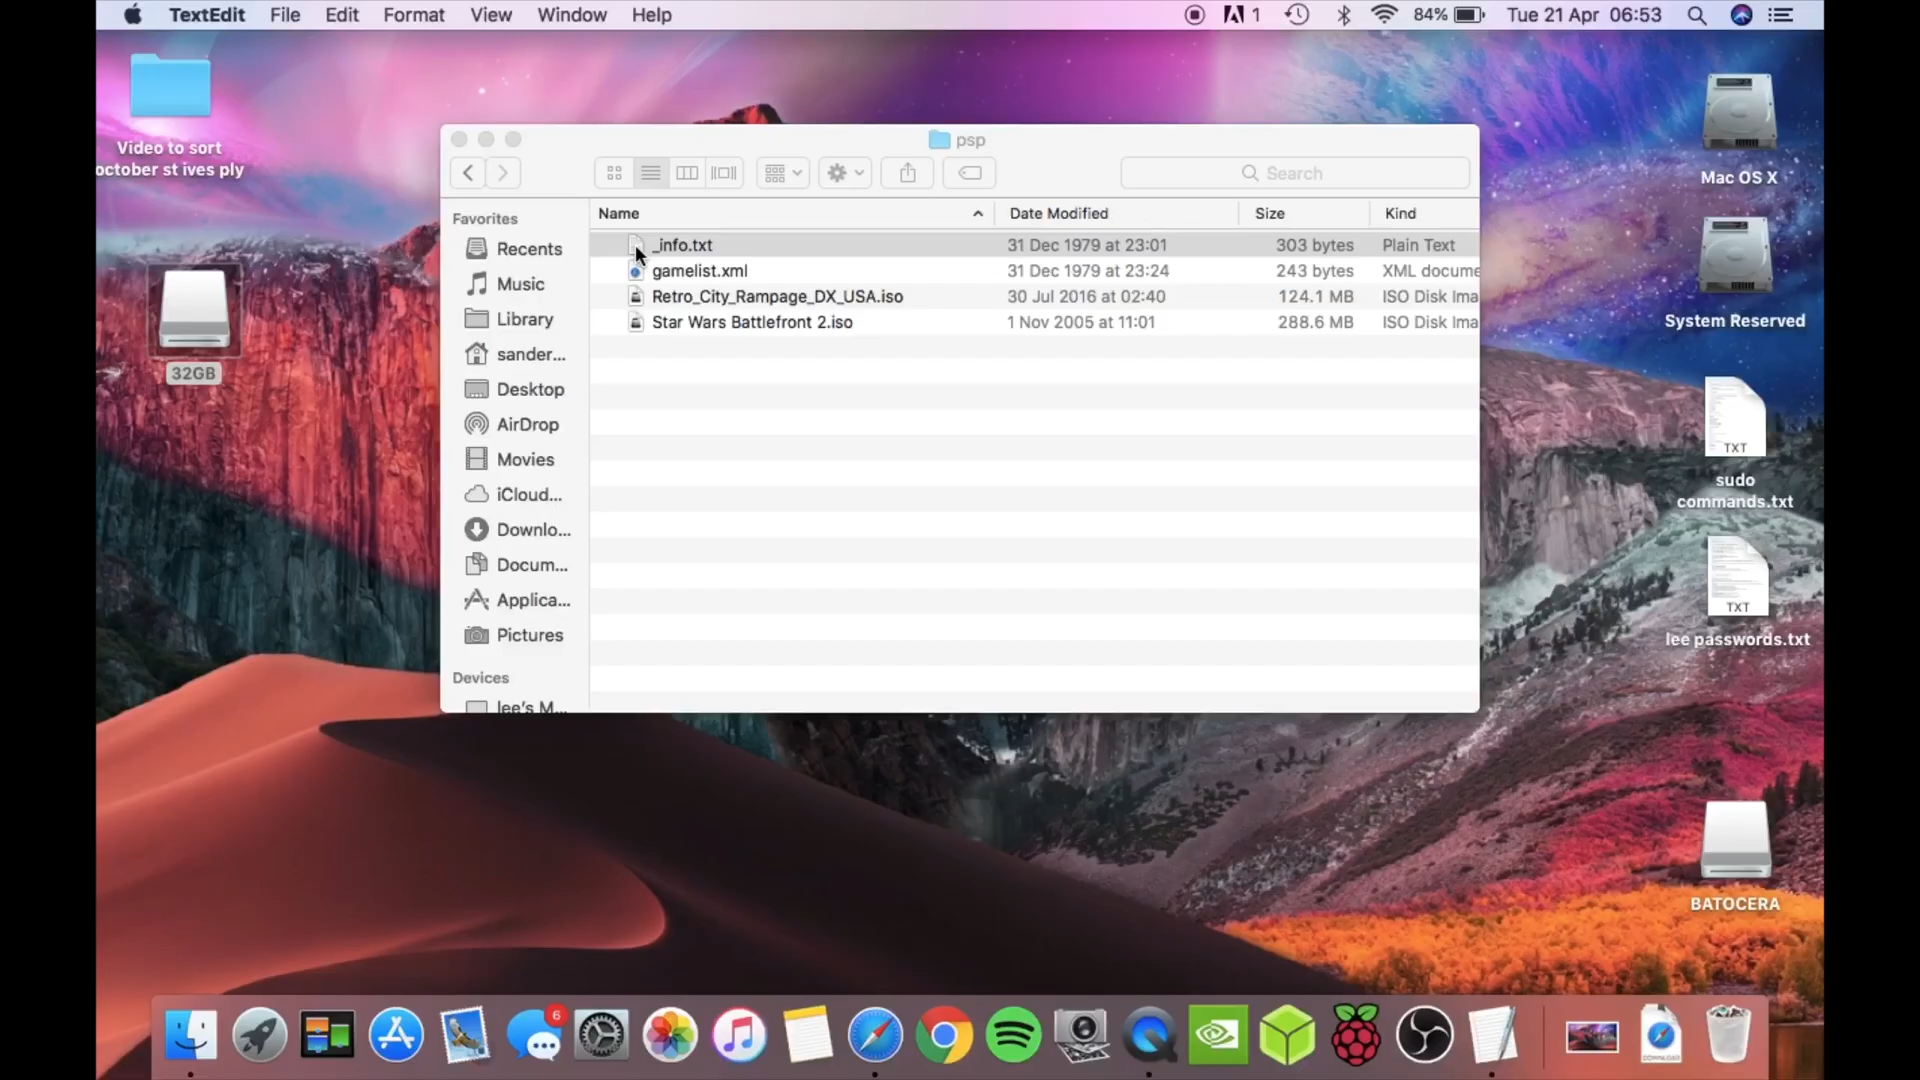 TextEdit File Edit Format View Window Help
1 84% Tue 21 Apr 06:53
Video to sort
october st ives ply
32GB
psp
Search
Name Date Modified Size Kind
_info.txt 31 Dec 1979 at 23:01 303 bytes Plain Text
gamelist.xml 31 Dec 1979 at 23:24 243 bytes XML docume
Retro_City_Rampage_DX_USA.iso 30 Jul 2016 at 02:40 124.1 MB ISO Disk Ima
Star Wars Battlefront 2.iso 1 Nov 2005 at 11:01 288.6 MB ISO Disk Ima
Favorites
Recents
Music
Library
sander...
Desktop
AirDrop
Movies
iCloud...
Downlo...
Docum...
Applica...
Pictures
Devices
lee's M...
Mac OS X
System Reserved
TXT
sudo
commands.txt
TXT
lee passwords.txt
BATOCERA
6
DOWNLOAD